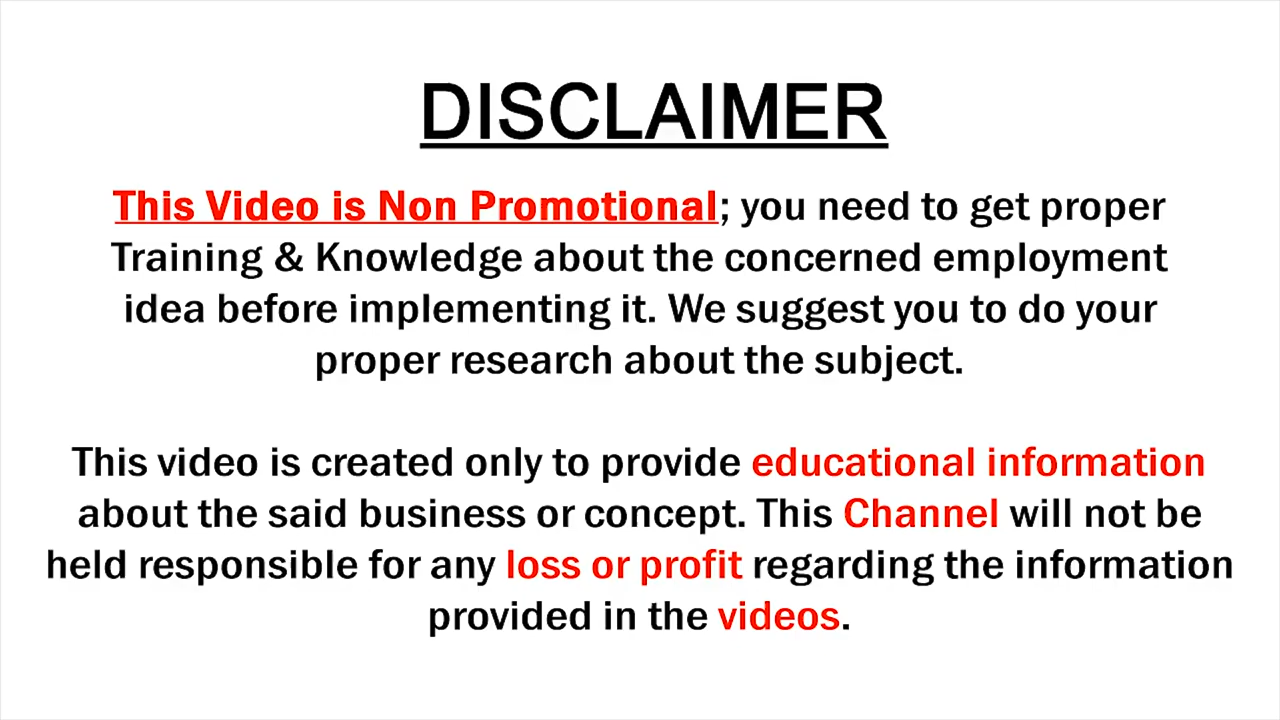 DISCLAIMER
This Video is Non Promotional; you need to get proper
Training & Knowledge about the concerned employment
idea before implementing it. We suggest you to do your
proper research about the subject.
This video is created only to provide educational information
about the said business or concept. This Channel will not be
held responsible for any loss or profit regarding the information
provided in the videos.